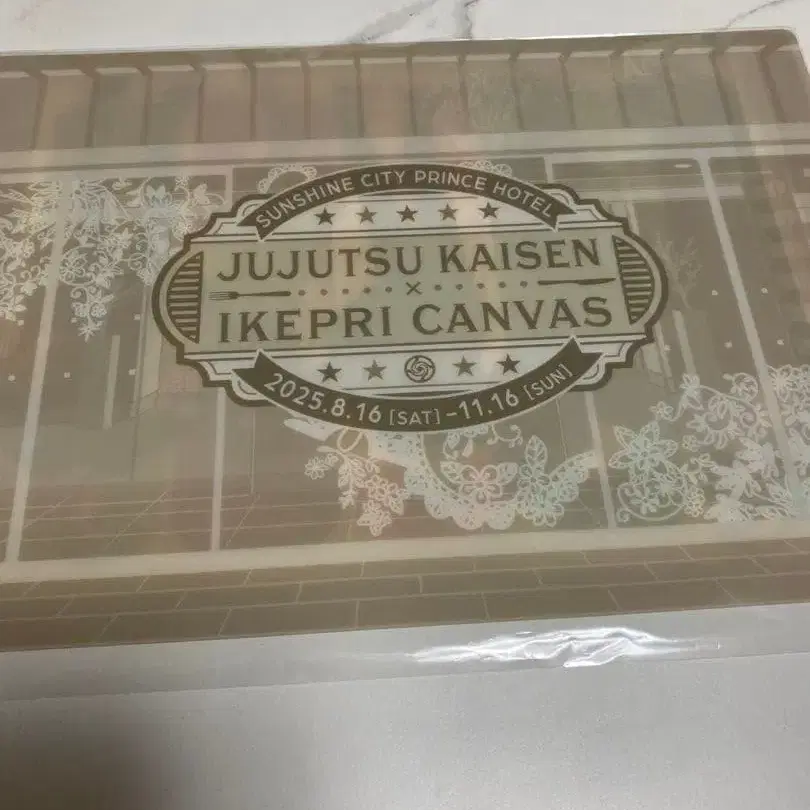 SUNSHINE CITY PRINCE HOTEL
JUJUTSU KAISEN
×
IKEPRI CANVAS
2025.8.16 [SAT] -11.16 [SUN]